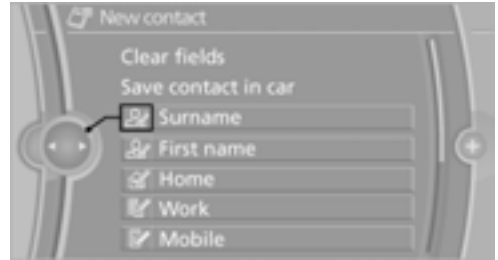 New contact
Clear fields
Save contact in car
Surname
First name
Home
Work
Mobile